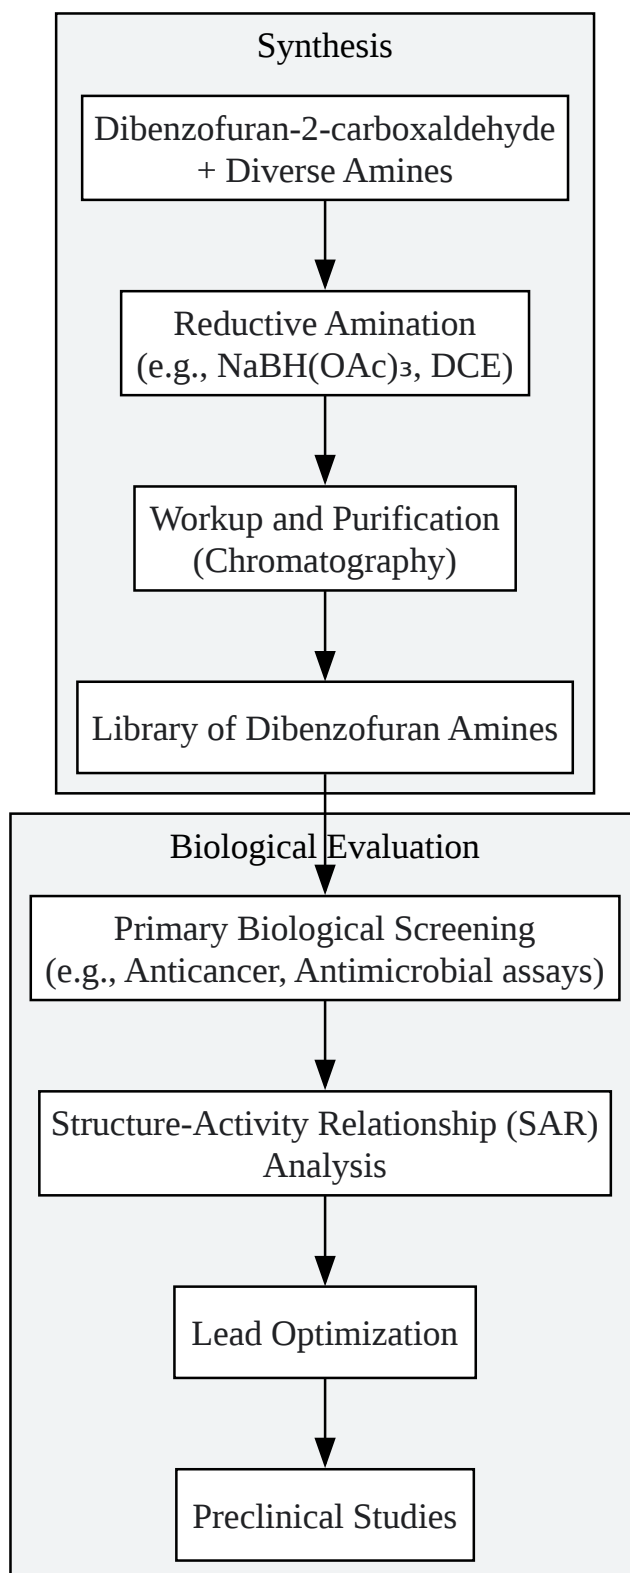 Synthesis
Dibenzofuran-2-carboxaldehyde
+ Diverse Amines
Reductive Amination
(e.g., NaBH(OAc)₃, DCE)
Workup and Purification
(Chromatography)
Library of Dibenzofuran Amines
Biological Evaluation
Primary Biological Screening
(e.g., Anticancer, Antimicrobial assays)
Structure-Activity Relationship (SAR)
Analysis
Lead Optimization
Preclinical Studies